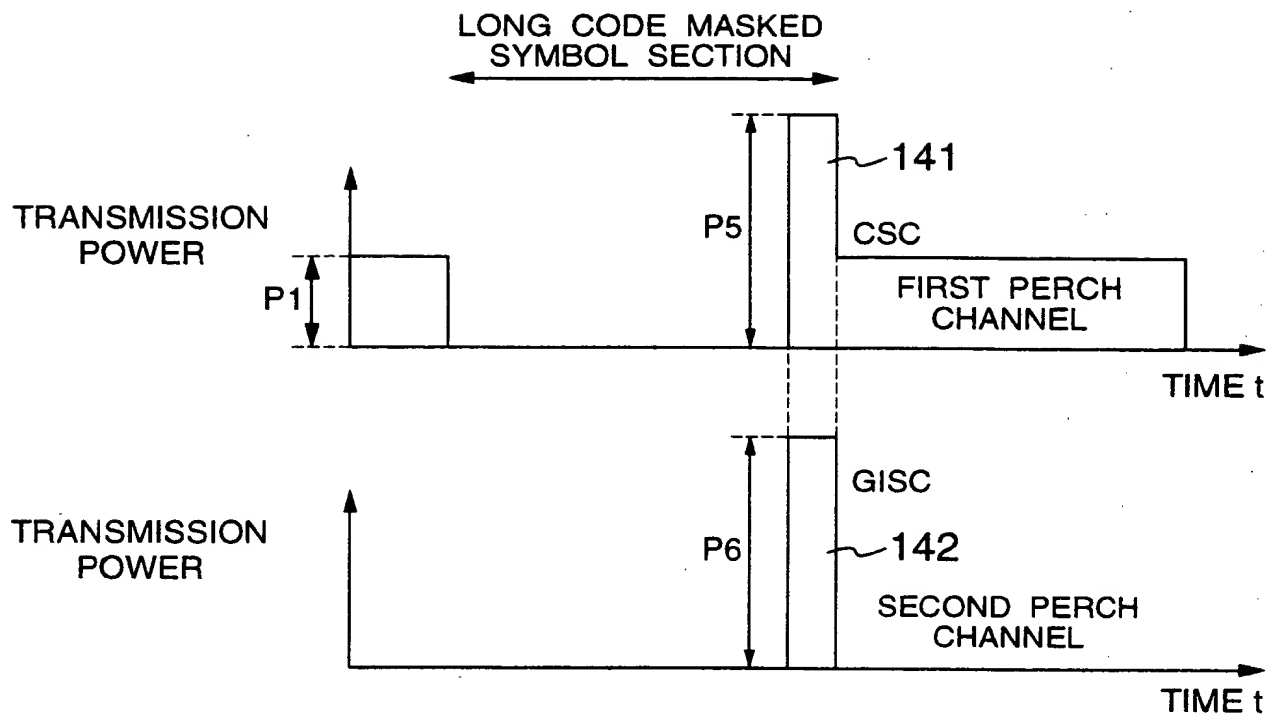 LONG CODE MASKED
SYMBOL SECTION
141
P5
TRANSMISSION
POWER
CSC
P1
FIRST PERCH
CHANNEL
TIME t
GISC
TRANSMISSION
POWER
P6
142
SECOND PERCH
CHANNEL
TIME t